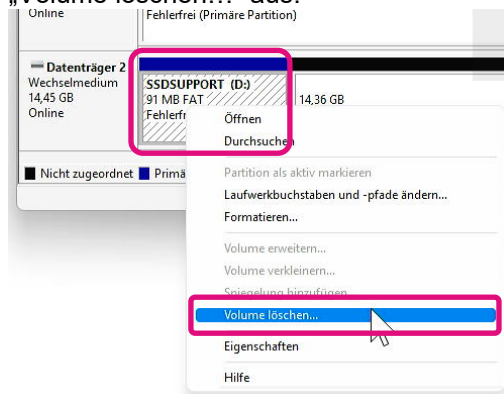 „Volume löschen...“ aus.
Online
Fehlerfrei (Primäre Partition)
Datenträger 2
Wechselmedium
14,45 GB
Online
SSDSUPPORT (D:)
91 MB FAT
Fehlerfr
14,36 GB
Öffnen
Durchsuchen
Partition als aktiv markieren
Laufwerkbuchstaben und -pfade ändern...
Formatieren...
Volume erweitern...
Volume verkleinern...
Spiegelung hinzufügen...
Volume löschen...
Eigenschaften
Hilfe
Nicht zugeordnet
Primä